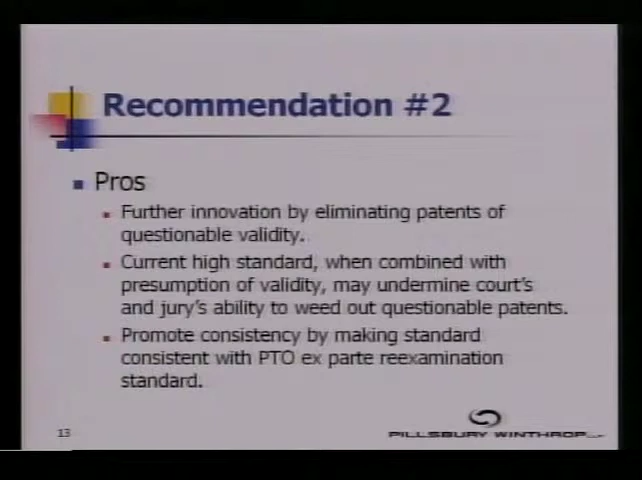 Recommendation #2
Pros
Further innovation by eliminating patents of
questionable validity.
Current high standard, when combined with
presumption of validity, may undermine court's
and jury's ability to weed out questionable patents.
Promote consistency by making standard
consistent with PTO ex parte reexamination
standard.
13
PILLSBURY WINTHROP